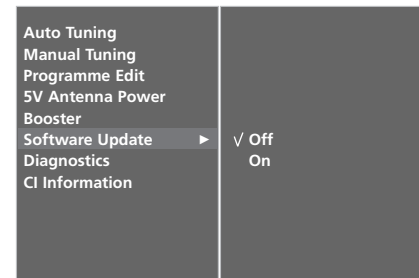 Auto Tuning
Manual Tuning
Programme Edit
5V Antenna Power
Booster
Software Update ► √ Off
Diagnostics On
CI Information